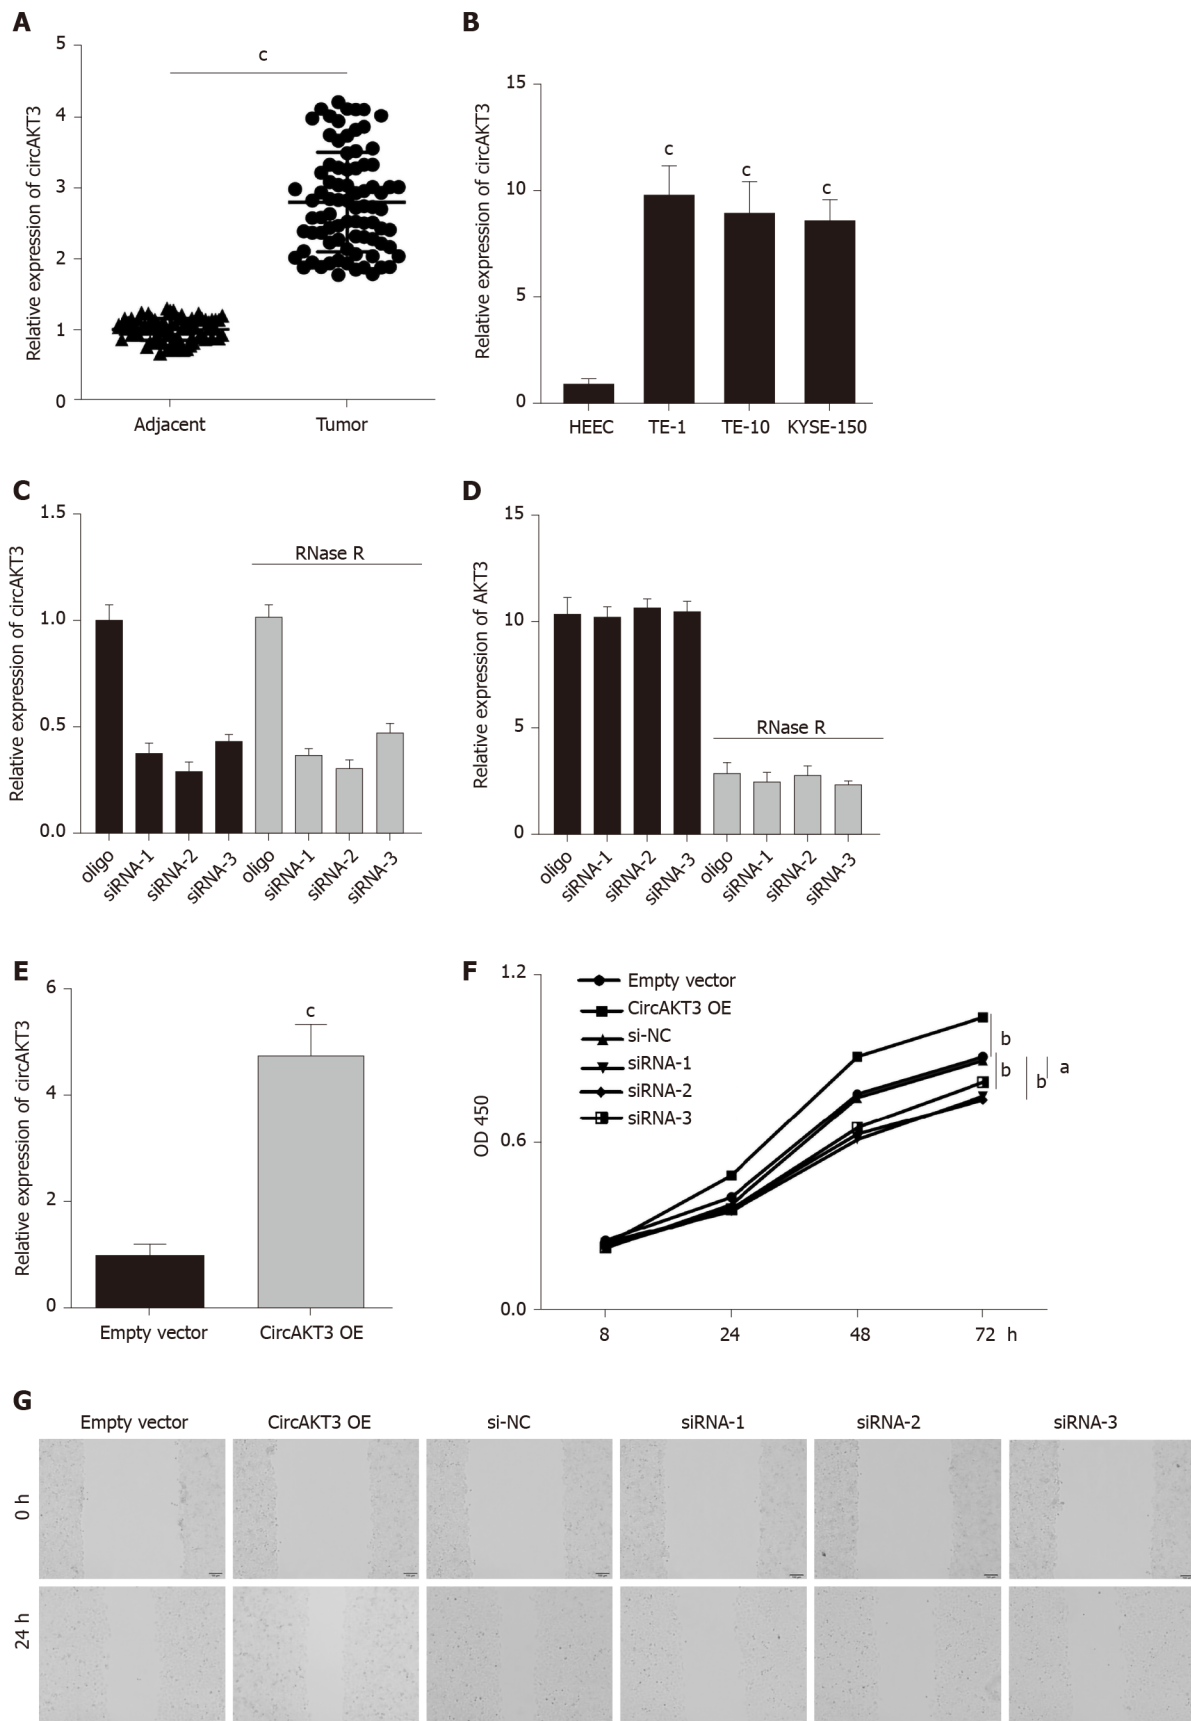 A
Relative expression of circAKT3
5
4
3
2
1
0
c
Adjacent
Tumor
B
Relative expression of circAKT3
15
10
5
0
c
c
c
HEEC
TE-1
TE-10
KYSE-150
C
Relative expression of circAKT3
1.5
1.0
0.5
0.0
RNase R
oligo
siRNA-1
siRNA-2
siRNA-3
oligo
siRNA-1
siRNA-2
siRNA-3
D
Relative expression of AKT3
15
10
5
0
RNase R
oligo
siRNA-1
siRNA-2
siRNA-3
oligo
siRNA-1
siRNA-2
siRNA-3
E
Relative expression of circAKT3
6
4
2
0
c
Empty vector
CircAKT3 OE
F
OD 450
1.2
0.6
0.0
Empty vector
CircAKT3 OE
si-NC
siRNA-1
siRNA-2
siRNA-3
b
b
b
a
8
24
48
72
h
G
Empty vector
CircAKT3 OE
si-NC
siRNA-1
siRNA-2
siRNA-3
0 h
24 h